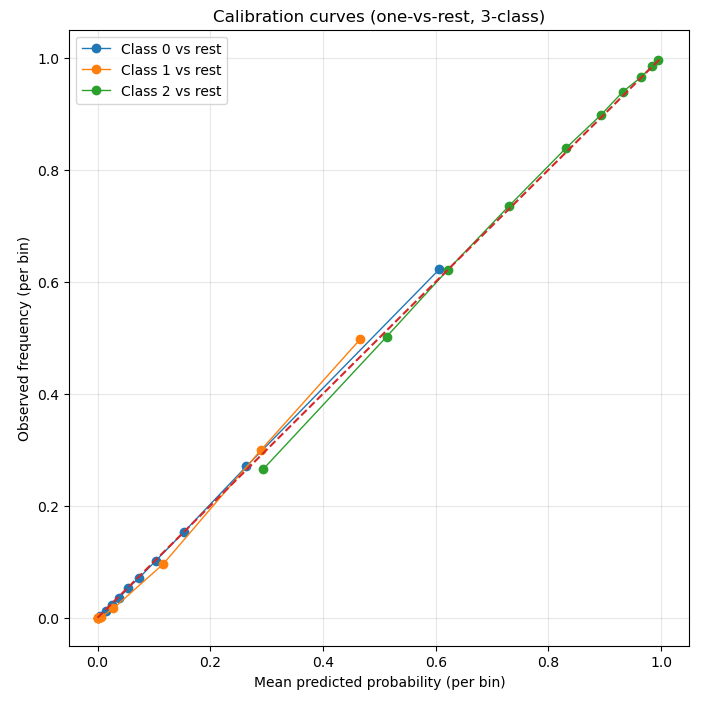 Calibration curves (one-vs-rest, 3-class)
Class 0 vs rest
Class 1 vs rest
Class 2 vs rest
1.0
0.8
0.6
0.4
0.2
0.0
Observed frequency (per bin)
0.0 0.2 0.4 0.6 0.8 1.0
Mean predicted probability (per bin)